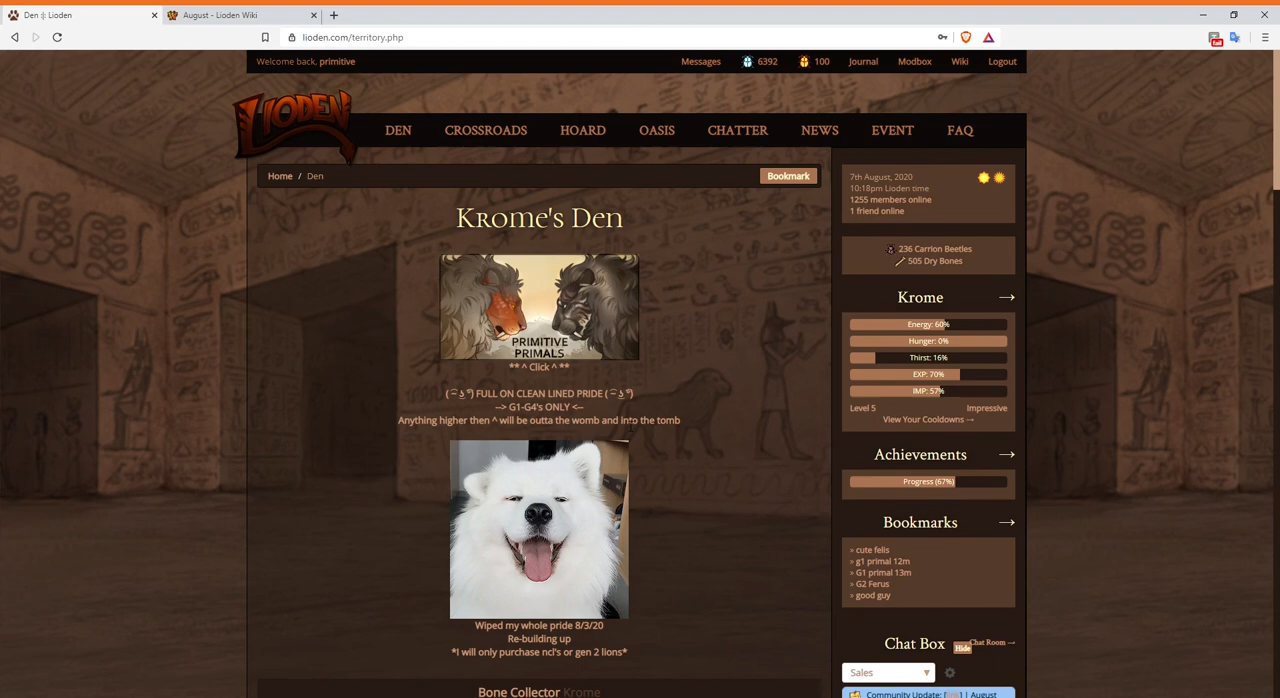 Den ⸎ Lioden
August - Lioden Wiki
lioden.com/territory.php
fail
Welcome back, primitive
Messages
6392
100
Journal
Modbox
Wiki
Logout
LIODEN
DEN
CROSSROADS
HOARD
OASIS
CHATTER
NEWS
EVENT
FAQ
Home / Den
Bookmark
Krome's Den
PRIMITIVE
PRIMALS
** ^ Click ^ **
FULL ON CLEAN LINED PRIDE
--> G1-G4's ONLY <--
Anything higher then ^ will be outta the womb and into the tomb
Wiped my whole pride 8/3/20
Re-building up
*I will only purchase ncl's or gen 2 lions*
Bone Collector Krome
7th August, 2020
10:18pm Lioden time
1255 members online
1 friend online
236 Carrion Beetles
505 Dry Bones
Krome →
Energy: 60%
Hunger: 0%
Thirst: 16%
EXP: 70%
IMP: 57%
Level 5
Impressive
View Your Cooldowns →
Achievements →
Progress (67%)
Bookmarks →
» cute felis
» g1 primal 12m
» G1 primal 13m
» G2 Ferus
» good guy
Chat Box
Hide
Chat Room →
Sales
Community Update: [link] | August